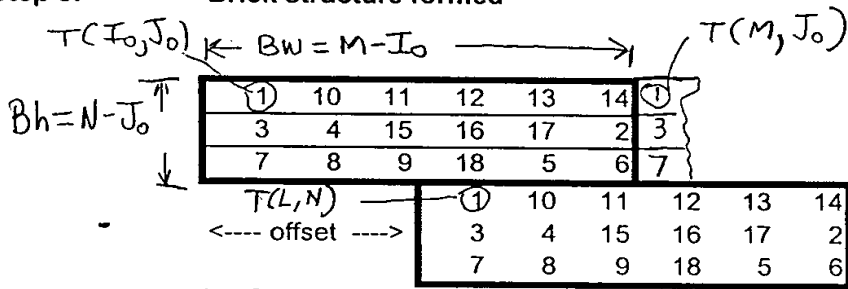 Brick structure formed
T(I₀,J₀) |← Bw = M-I₀ →| T(M, J₀)
Bh=N-J₀
1 10 11 12 13 14 1
3 4 15 16 17 2 3
7 8 9 18 5 6 7
T(L,N) 1 10 11 12 13 14
<---- offset ----> 3 4 15 16 17 2
7 8 9 18 5 6